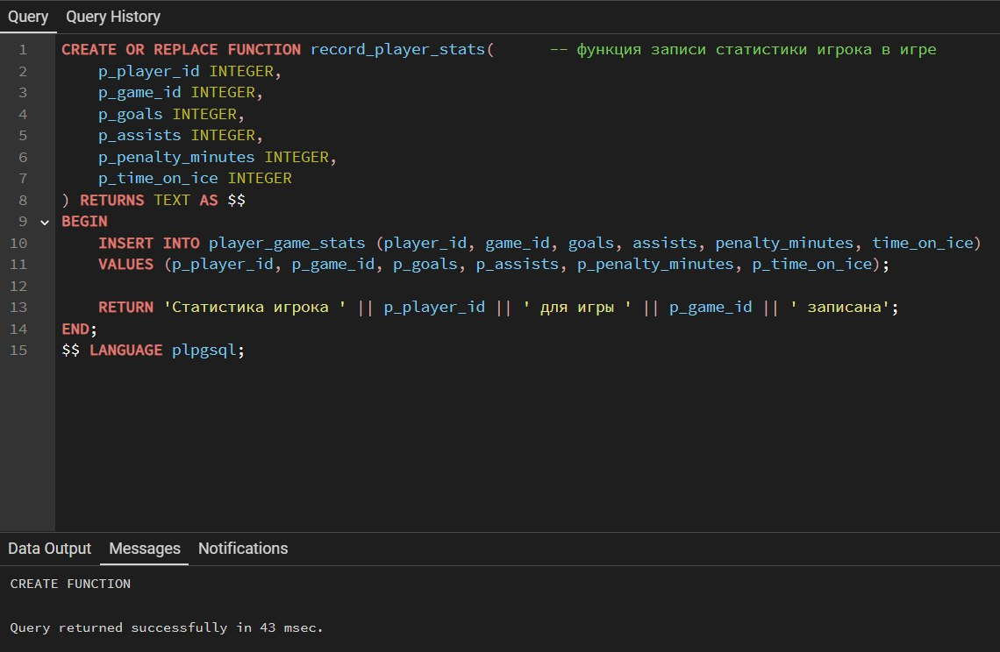 Query Query History
1 CREATE OR REPLACE FUNCTION record_player_stats( -- функция записи статистики игрока в игре
2 p_player_id INTEGER,
3 p_game_id INTEGER,
4 p_goals INTEGER,
5 p_assists INTEGER,
6 p_penalty_minutes INTEGER,
7 p_time_on_ice INTEGER
8 ) RETURNS TEXT AS $$
9 BEGIN
10 INSERT INTO player_game_stats (player_id, game_id, goals, assists, penalty_minutes, time_on_ice)
11 VALUES (p_player_id, p_game_id, p_goals, p_assists, p_penalty_minutes, p_time_on_ice);
12
13 RETURN 'Статистика игрока ' || p_player_id || ' для игры ' || p_game_id || ' записана';
14 END;
15 $$ LANGUAGE plpgsql;
Data Output Messages Notifications
CREATE FUNCTION
Query returned successfully in 43 msec.